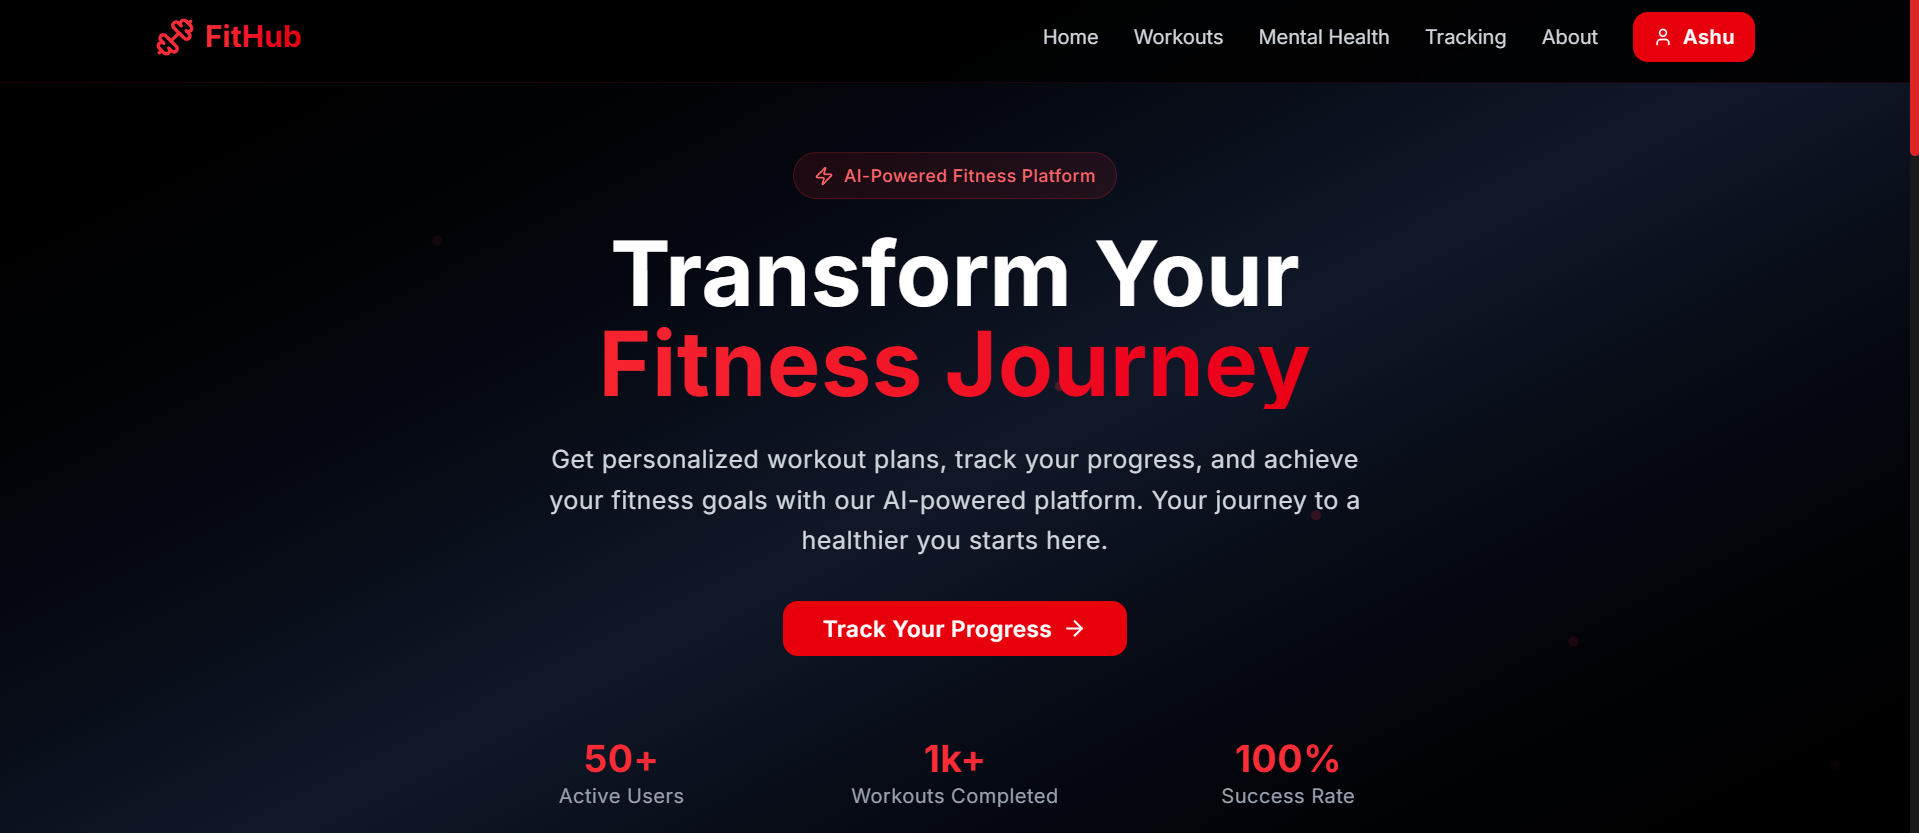 FitHub
Home
Workouts
Mental Health
Tracking
About
Ashu
AI-Powered Fitness Platform
Transform Your
Fitness Journey
Get personalized workout plans, track your progress, and achieve
your fitness goals with our AI-powered platform. Your journey to a
healthier you starts here.
Track Your Progress
50+
Active Users
1k+
Workouts Completed
100%
Success Rate